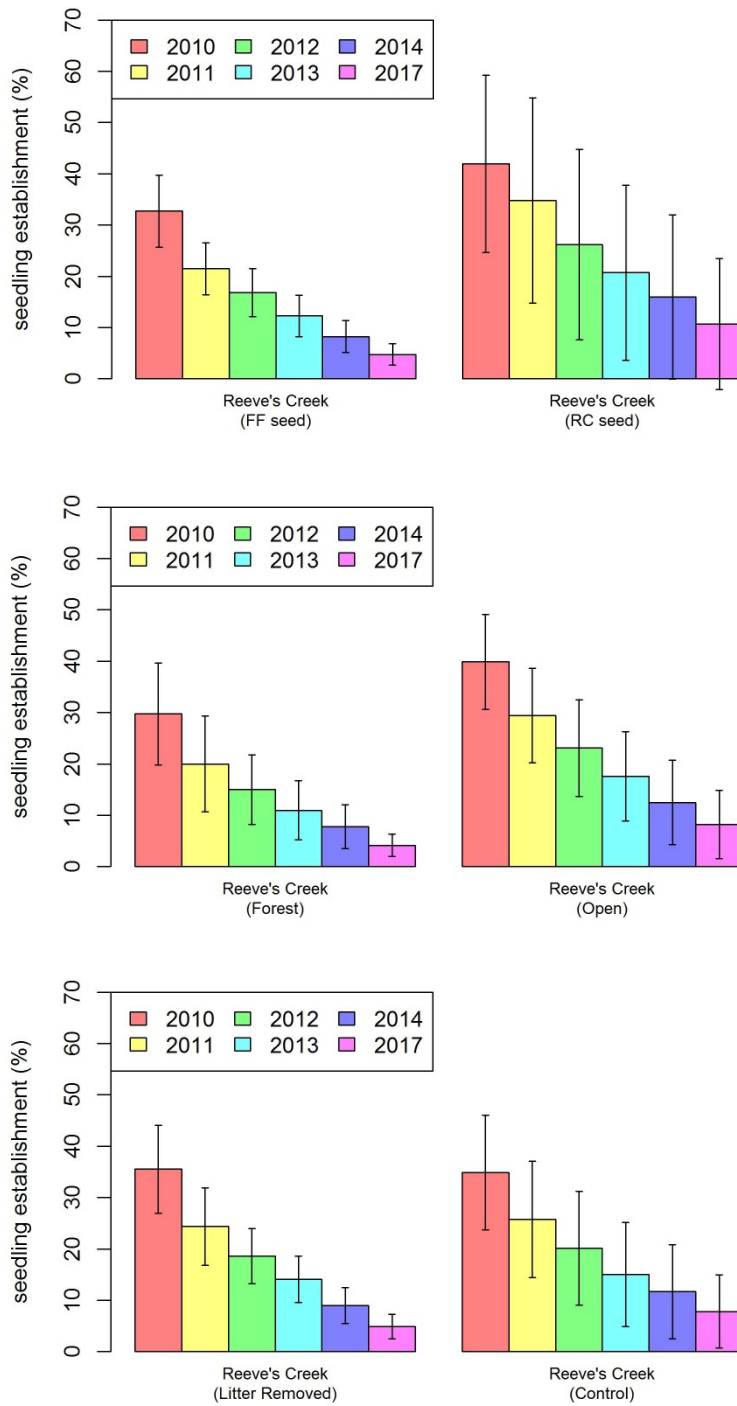 seedling establishment (%)
0 10 20 30 40 50 60 70
2010 2012 2014
2011 2013 2017
Reeve's Creek
(FF seed)
Reeve's Creek
(RC seed)
seedling establishment (%)
0 10 20 30 40 50 60 70
2010 2012 2014
2011 2013 2017
Reeve's Creek
(Forest)
Reeve's Creek
(Open)
seedling establishment (%)
0 10 20 30 40 50 60 70
2010 2012 2014
2011 2013 2017
Reeve's Creek
(Litter Removed)
Reeve's Creek
(Control)